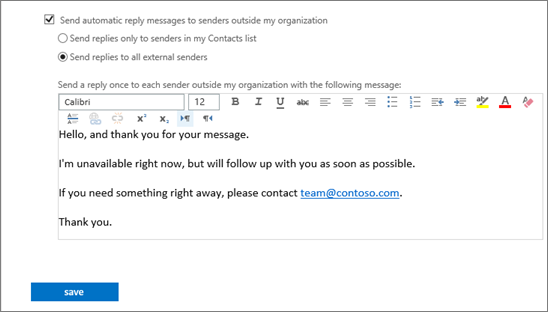 Send automatic reply messages to senders outside my organization
Send replies only to senders in my Contacts list
Send replies to all external senders
Send a reply once to each sender outside my organization with the following message:
Calibri 12 B I U abc ab A
A x² x₂
Hello, and thank you for your message.
I'm unavailable right now, but will follow up with you as soon as possible.
If you need something right away, please contact team@contoso.com.
Thank you.
save